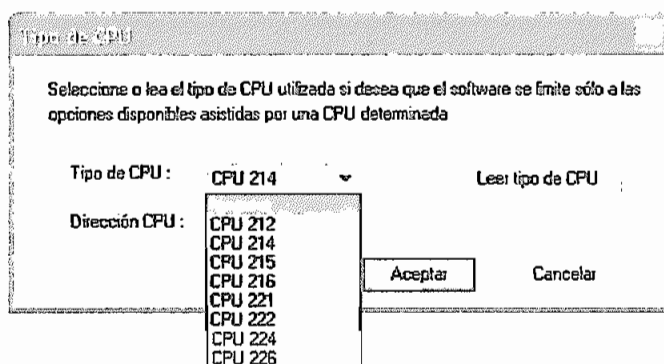 Tipo de CPU
Seleccione o lea el tipo de CPU utilizada si desea que el software se limite sólo a las
opciones disponibles asistidas por una CPU determinada
Tipo de CPU :
CPU 214
Leer tipo de CPU
Dirección CPU :
CPU 212
CPU 214
CPU 215
CPU 216
CPU 221
CPU 222
CPU 224
CPU 226
Aceptar
Cancelar